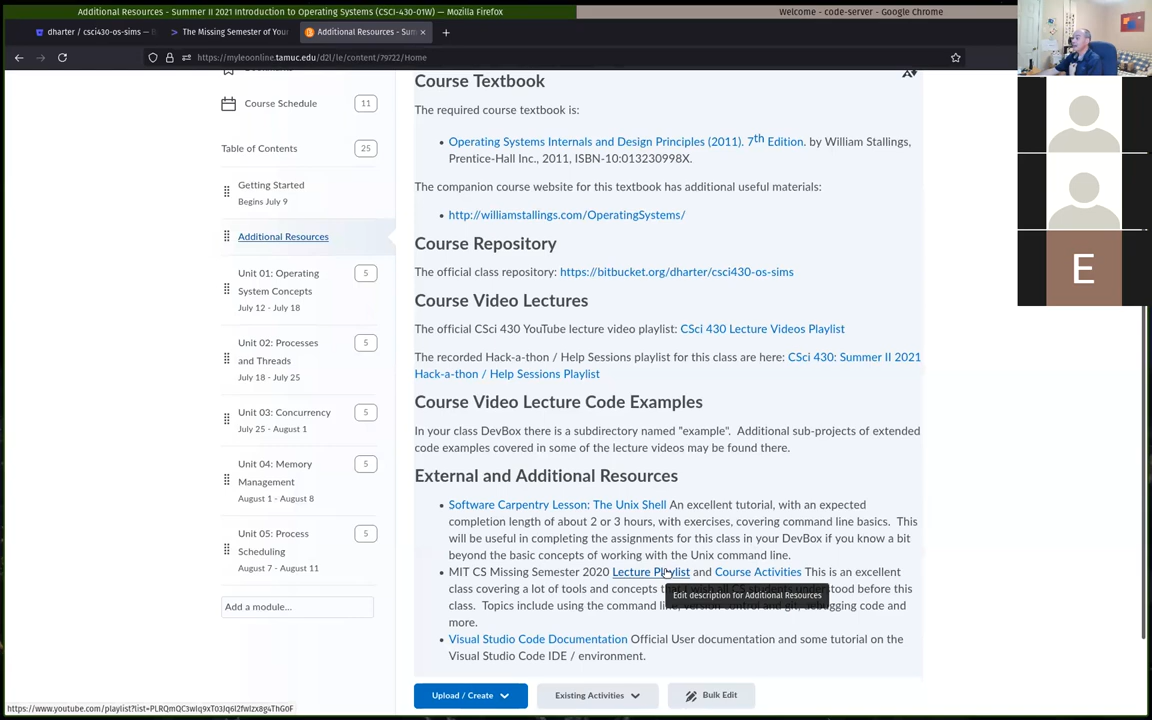 Additional Resources - Summer II 2021 Introduction to Operating Systems (CSCI-430-01W) — Mozilla Firefox
Welcome - code-server - Google Chrome
dharter / csci430-os-sims —
The Missing Semester of You
Additional Resources - Sum
https://myleoonline.tamuc.edu/d2l/le/content/79722/Home
Course Schedule 11
Table of Contents 25
Getting Started
Begins July 9
Additional Resources
Unit 01: Operating 5
System Concepts
July 12 - July 18
Unit 02: Processes 5
and Threads
July 18 - July 25
Unit 03: Concurrency 5
July 25 - August 1
Unit 04: Memory 5
Management
August 1 - August 8
Unit 05: Process 5
Scheduling
August 7 - August 11
Add a module...
Course Textbook
The required course textbook is:
• Operating Systems Internals and Design Principles (2011). 7th Edition. by William Stallings,
Prentice-Hall Inc., 2011, ISBN-10:013230998X.
The companion course website for this textbook has additional useful materials:
• http://williamstallings.com/OperatingSystems/
Course Repository
The official class repository: https://bitbucket.org/dharter/csci430-os-sims
Course Video Lectures
The official CSci 430 YouTube lecture video playlist: CSci 430 Lecture Videos Playlist
The recorded Hack-a-thon / Help Sessions playlist for this class are here: CSci 430: Summer II 2021
Hack-a-thon / Help Sessions Playlist
Course Video Lecture Code Examples
In your class DevBox there is a subdirectory named "example". Additional sub-projects of extended
code examples covered in some of the lecture videos may be found there.
External and Additional Resources
• Software Carpentry Lesson: The Unix Shell An excellent tutorial, with an expected
completion length of about 2 or 3 hours, with exercises, covering command line basics. This
will be useful in completing the assignments for this class in your DevBox if you know a bit
beyond the basic concepts of working with the Unix command line.
• MIT CS Missing Semester 2020 Lecture Playlist and Course Activities This is an excellent
class covering a lot of tools and concepts that I wish all CS students understood before this
class. Topics include using the command line, version control and git, debugging code and
more.
Edit description for Additional Resources
• Visual Studio Code Documentation Official User documentation and some tutorial on the
Visual Studio Code IDE / environment.
Upload / Create
Existing Activities
Bulk Edit
E